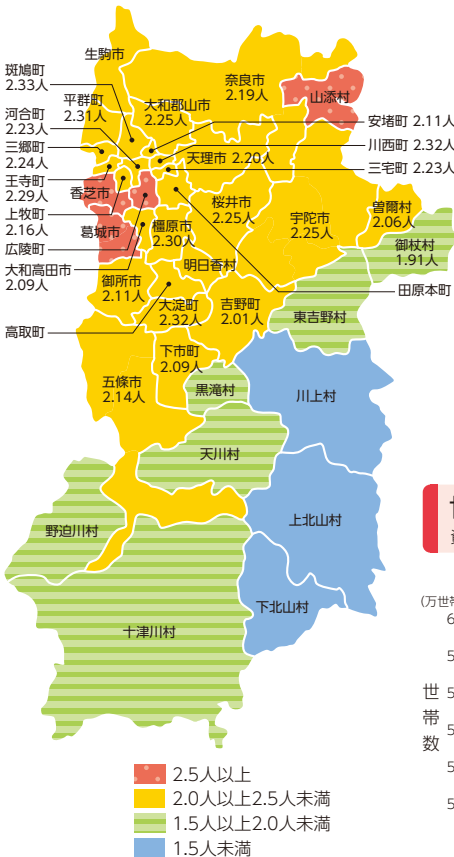 生駒市
斑鳩町
2.33人
奈良市
2.19人
山添村
平群町
2.31人
大和郡山市
2.25人
河合町
2.23人
安堵町 2.11人
川西町 2.32人
三郷町
2.24人
天理市 2.20人
三宅町 2.23人
王寺町
2.29人
香芝市
桜井市
2.25人
宇陀市
2.25人
曽爾村
2.06人
上牧町
2.16人
葛城市
橿原市
2.30人
御杖村
1.91人
広陵町
大和高田市
2.09人
明日香村
御所市
2.11人
田原本町
大淀町
2.32人
吉野町
2.01人
東吉野村
高取町
下市町
2.09人
五條市
2.14人
黒滝村
川上村
天川村
上北山村
野迫川村
下北山村
十津川村
2.5人以上
2.0人以上2.5人未満
1.5人以上2.0人未満
1.5人未満
(万世帯
6
5
5
5
5
5
世帯数